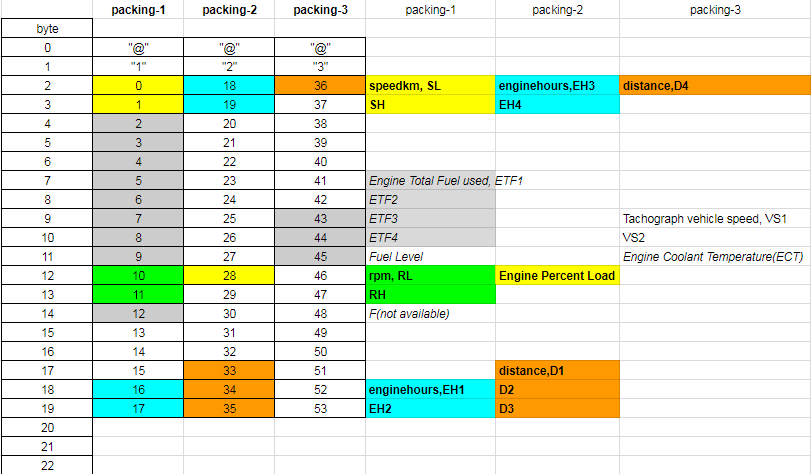 packing-1 packing-2 packing-3 packing-1 packing-2 packing-3
byte
0 "@" "@" "@"
1 "1" "2" "3"
2 0 18 36 speedkm, SL enginehours,EH3 distance,D4
3 1 19 37 SH EH4
4 2 20 38
5 3 21 39
6 4 22 40
7 5 23 41 Engine Total Fuel used, ETF1
8 6 24 42 ETF2
9 7 25 43 ETF3 Tachograph vehicle speed, VS1
10 8 26 44 ETF4 VS2
11 9 27 45 Fuel Level Engine Coolant Temperature(ECT)
12 10 28 46 rpm, RL Engine Percent Load
13 11 29 47 RH
14 12 30 48 F(not available)
15 13 31 49
16 14 32 50
17 15 33 51 distance,D1
18 16 34 52 enginehours,EH1 D2
19 17 35 53 EH2 D3
20
21
22